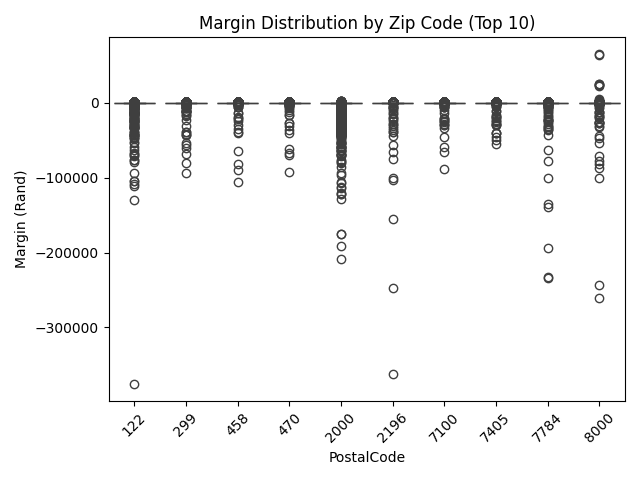 Margin Distribution by Zip Code (Top 10)
Margin (Rand)
0
−100000
−200000
−300000
122 299 458 470 2000 2196 7100 7405 7784 8000
PostalCode